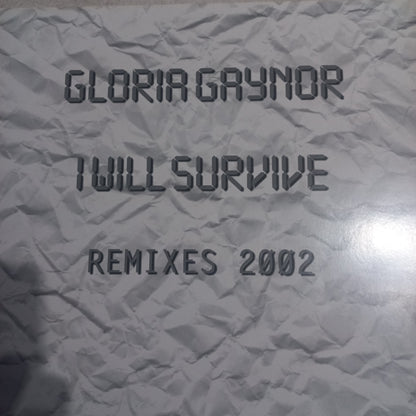 GLORIA GAYNOR
I WILL SURVIVE
REMIXES 2002